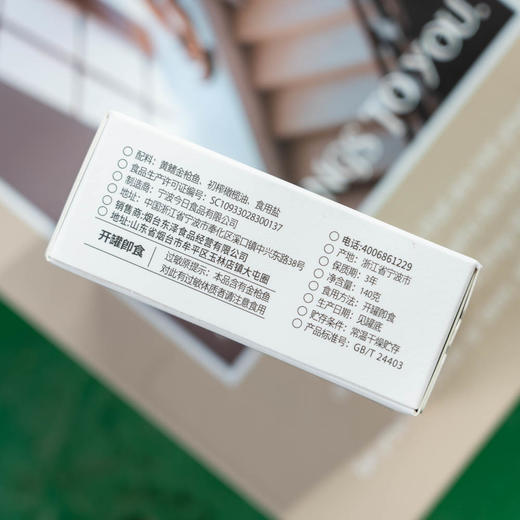 配料：黄鳍金枪鱼、初榨橄榄油、食用盐
食品生产许可证编号：SC10933028300137
制造商：宁波今日食品有限公司
地址：中国浙江省宁波市奉化区溪口镇中兴东路38号
销售商：烟台东泽食品经营有限公司
地址：山东省烟台市牟平区玉林店镇大屯圈
开罐即食
过敏原提示：本品含有金枪鱼
对此有过敏体质者请注意食用
电话:4006861229
产地：浙江省宁波市
保质期：3年
净含量：140克
食用方法：开罐即食
生产日期：见罐底
贮存条件：常温干燥贮存
产品标准号：GB/T 24403